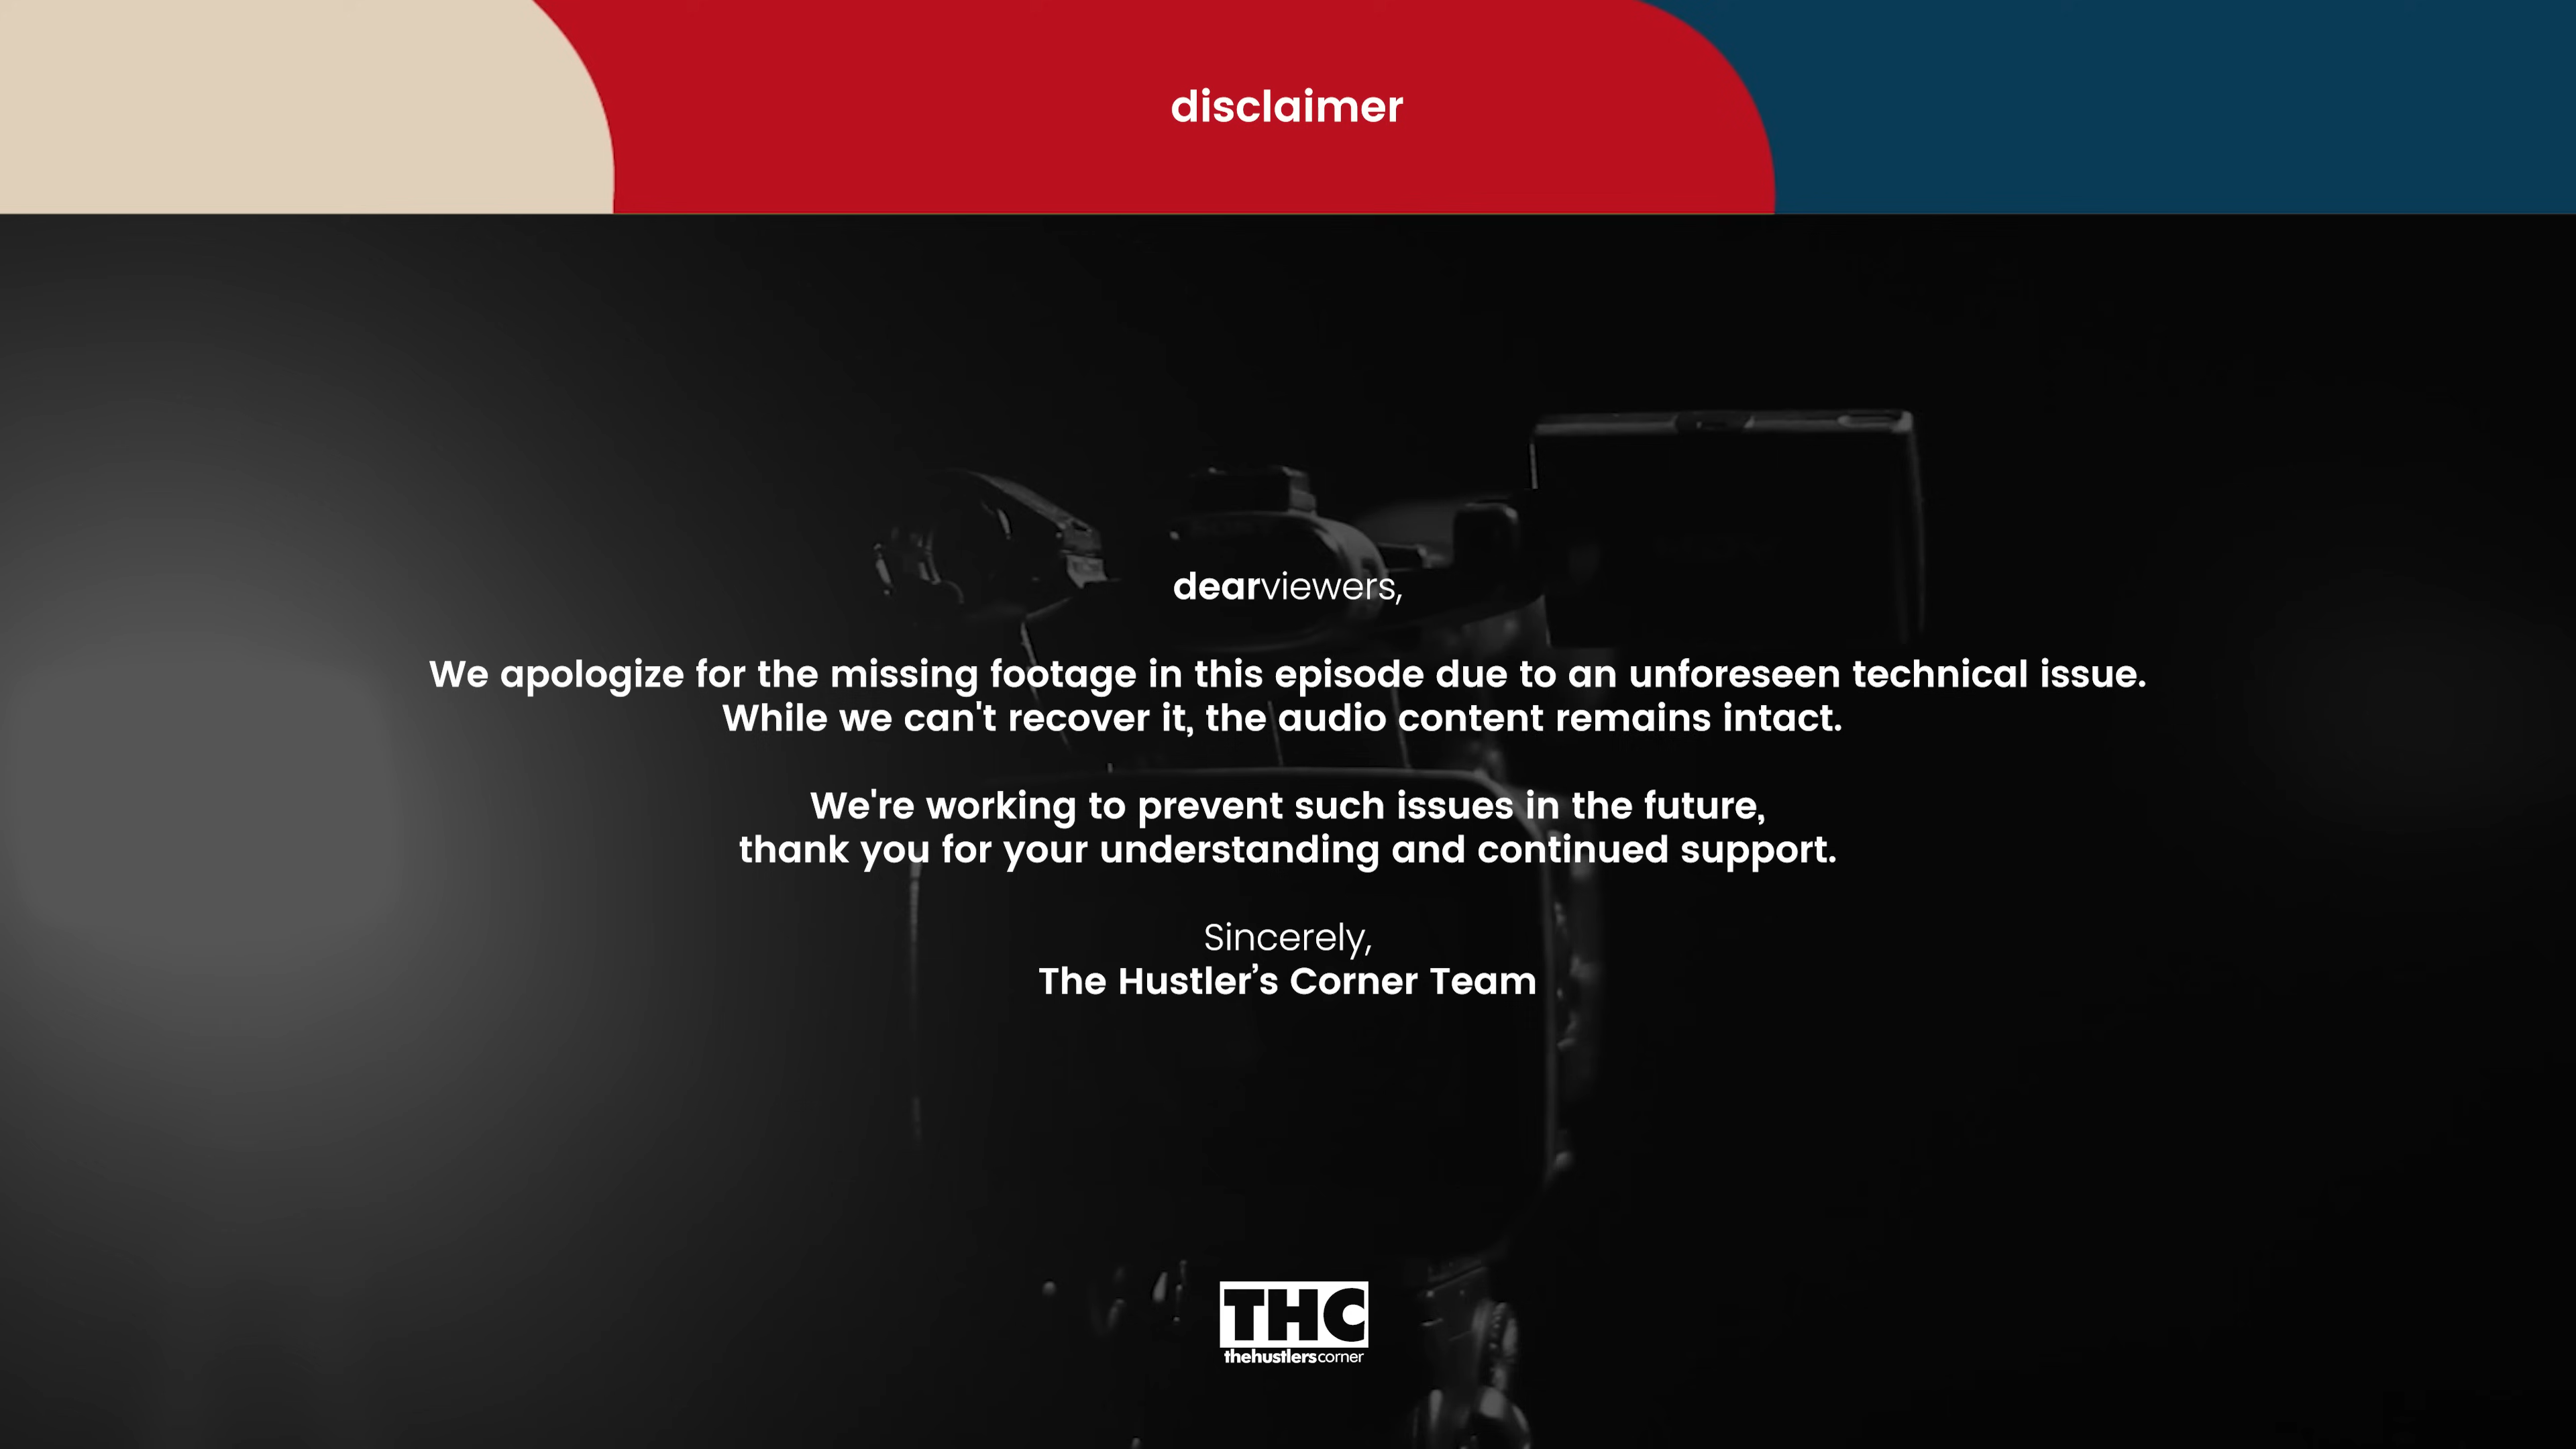 disclaimer
dearviewers,
We apologize for the missing footage in this episode due to an unforeseen technical issue.
While we can't recover it, the audio content remains intact.
We're working to prevent such issues in the future,
thank you for your understanding and continued support.
Sincerely,
The Hustler’s Corner Team
THC
thehustlerscorner